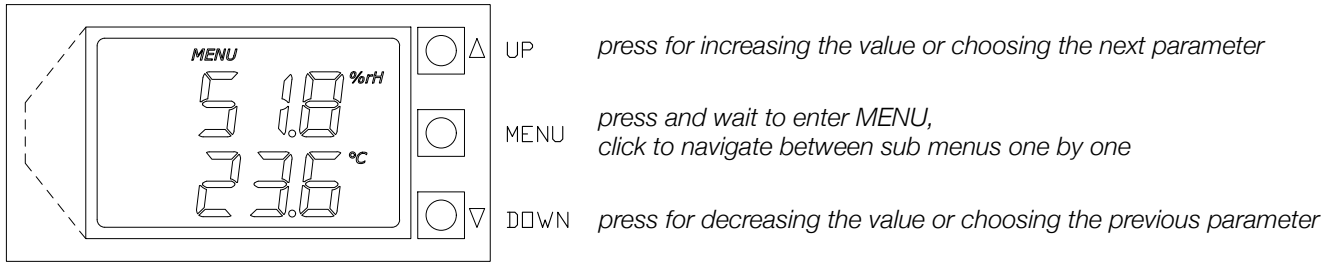 MENU
51.8 %rH
23.6 °C
△ UP press for increasing the value or choosing the next parameter
MENU press and wait to enter MENU,
click to navigate between sub menus one by one
▽ DOWN press for decreasing the value or choosing the previous parameter